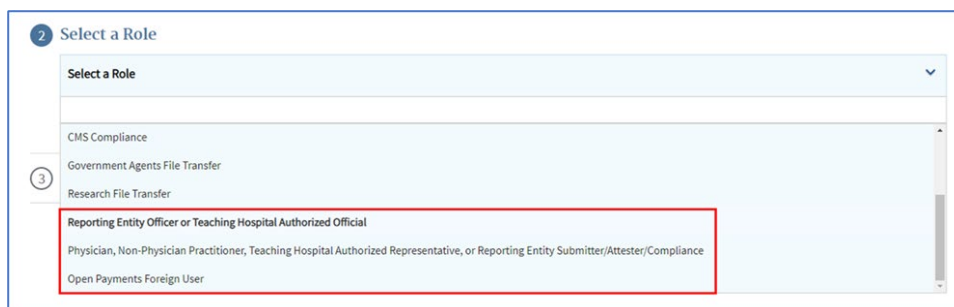 2 Select a Role
Select a Role
CMS Compliance
Government Agents File Transfer
3
Research File Transfer
Reporting Entity Officer or Teaching Hospital Authorized Official
Physician, Non-Physician Practitioner, Teaching Hospital Authorized Representative, or Reporting Entity Submitter/Attester/Compliance
Open Payments Foreign User